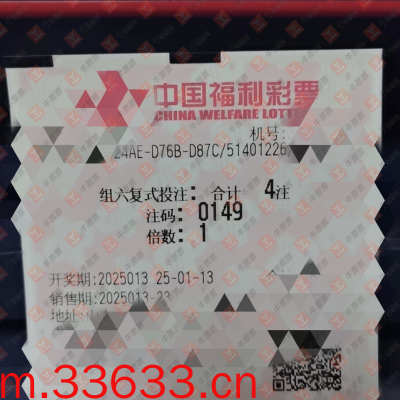 中国福利彩票
CHINA WELFARE LOTTE
机号:
24AE-D76B-D87C/51401226
组六复式投注: 合计 4注
注码: 0149
倍数: 1
开奖期:2025013 25-01-13
销售期:2025013-23
地址:
m.33633.cn